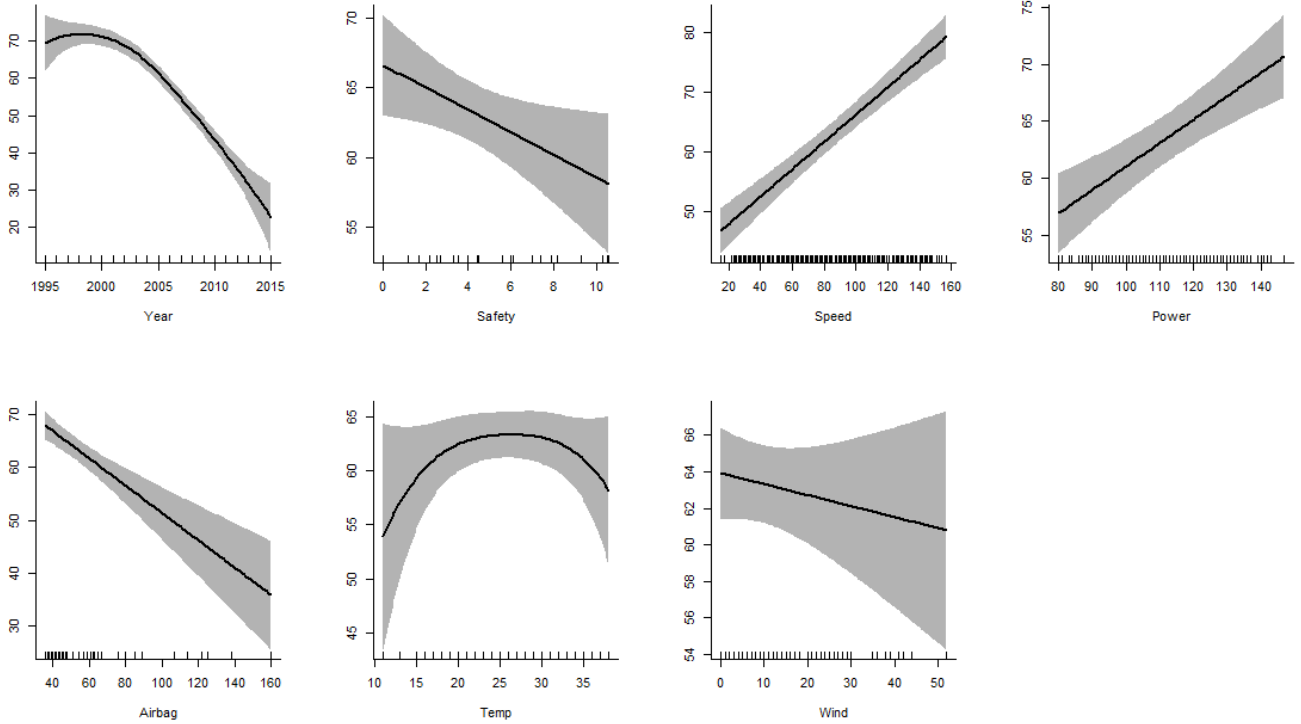 70
60
50
40
30
20
1995 2000 2005 2010 2015
Year
70
65
60
55
0 2 4 6 8 10
Safety
80
70
60
50
20 40 60 80 100 120 140 160
Speed
75
70
65
60
55
80 90 100 110 120 130 140
Power
70
60
50
40
30
40 60 80 100 120 140 160
Airbag
65
60
55
50
45
10 15 20 25 30 35
Temp
66
64
62
60
58
56
54
0 10 20 30 40 50
Wind